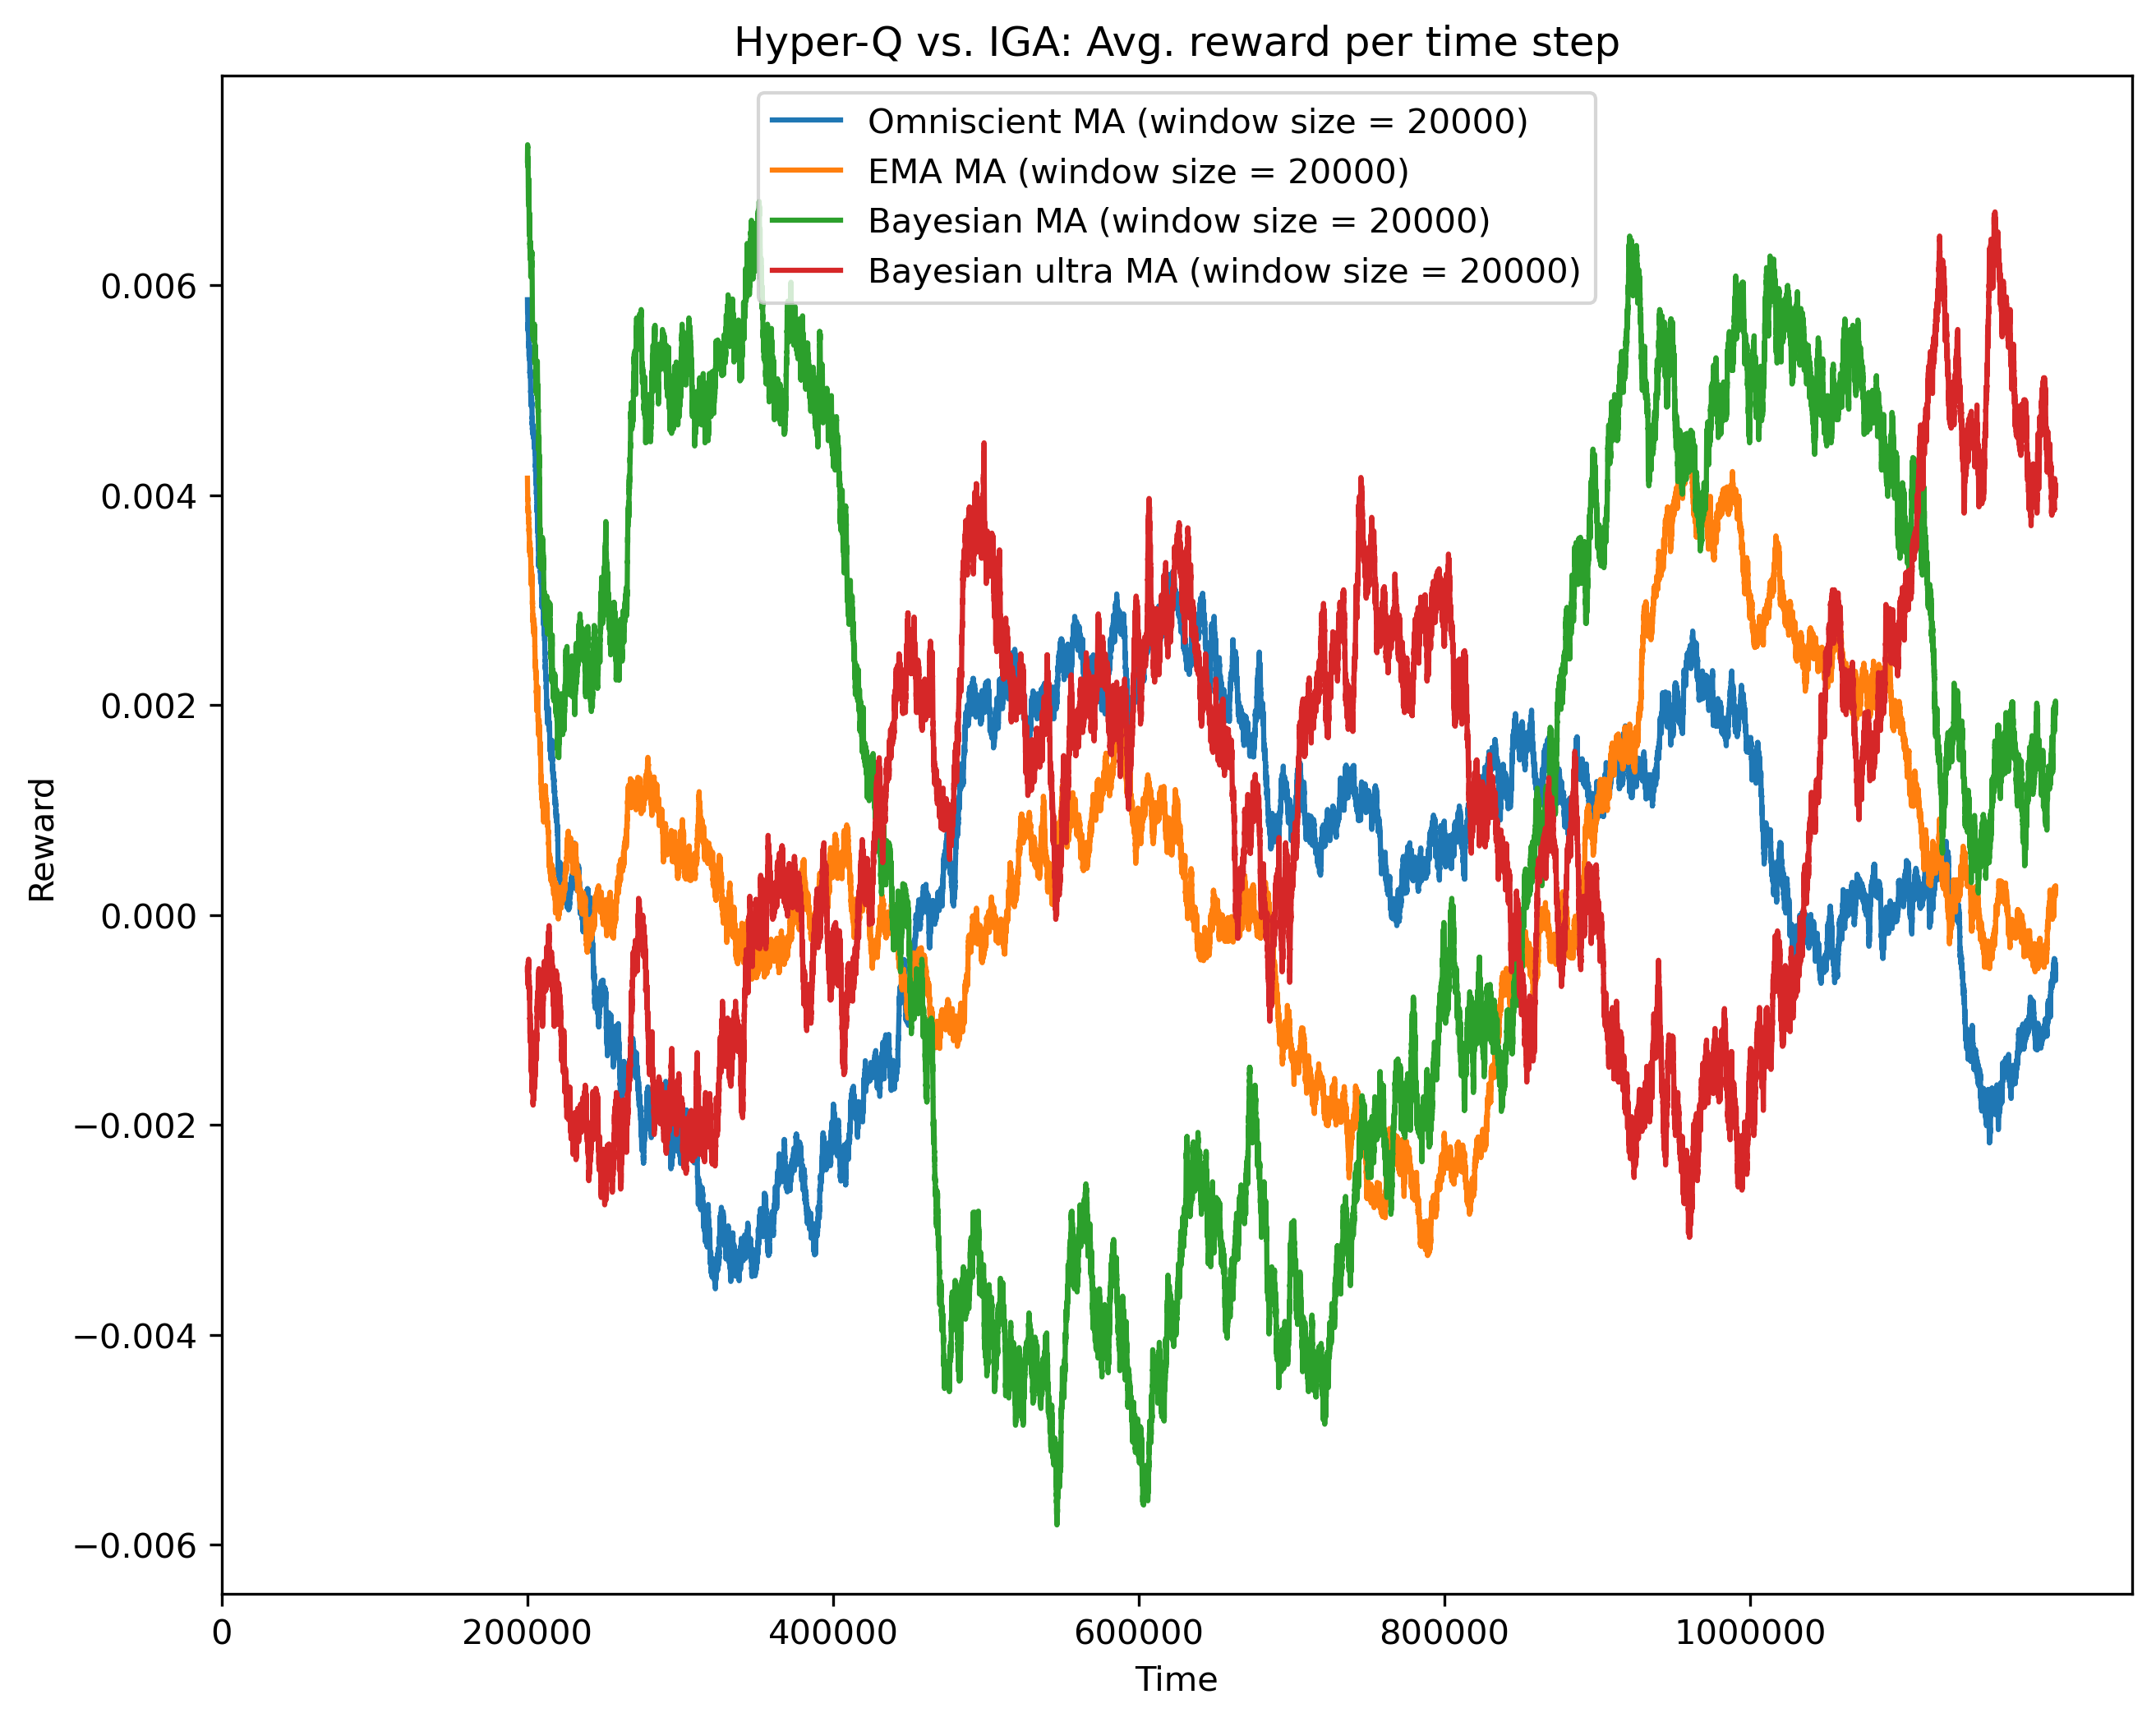 Hyper-Q vs. IGA: Avg. reward per time step
Omniscient MA (window size = 20000)
EMA MA (window size = 20000)
Bayesian MA (window size = 20000)
Bayesian ultra MA (window size = 20000)
0.006
0.004
0.002
0.000
−0.002
−0.004
−0.006
Reward
0 200000 400000 600000 800000 1000000
Time